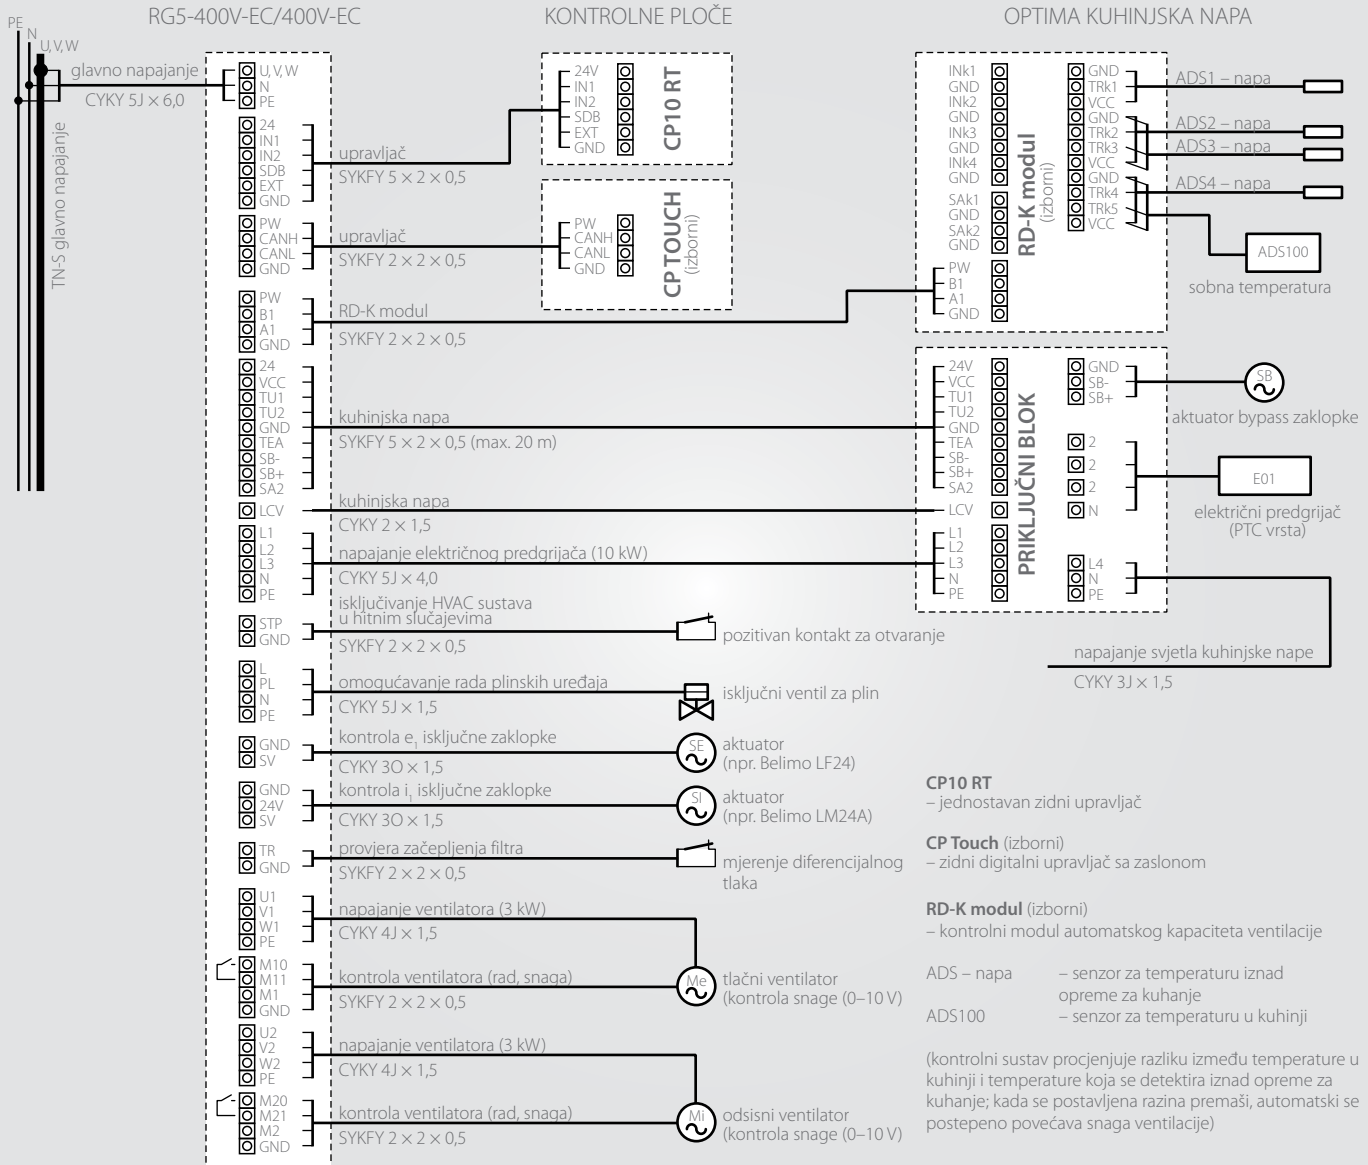 RG5-400V-EC/400V-EC
KONTROLNE PLOČE
OPTIMA KUHINJSKA NAPA
PE
N
U,V,W
glavno napajanje
CYKY 5J × 6,0
TN-S glavno napajanje
U, V, W
N
PE
24
IN1
IN2
SDB
EXT
GND
upravljač
SYKFY 5 × 2 × 0,5
PW
CANH
CANL
GND
upravljač
SYKFY 2 × 2 × 0,5
PW
B1
A1
GND
RD-K modul
SYKFY 2 × 2 × 0,5
24
VCC
TU1
TU2
GND
TEA
SB-
SB+
SA2
kuhinjska napa
SYKFY 5 × 2 × 0,5 (max. 20 m)
LCV
kuhinjska napa
CYKY 2 × 1,5
L1
L2
L3
N
PE
napajanje električnog predgrijača (10 kW)
CYKY 5J × 4,0
STP
GND
isključivanje HVAC sustava
u hitnim slučajevima
SYKFY 2 × 2 × 0,5
pozitivan kontakt za otvaranje
L
PL
N
PE
omogućavanje rada plinskih uređaja
CYKY 5J × 1,5
isključni ventil za plin
GND
SV
kontrola e₁ isključne zaklopke
CYKY 3O × 1,5
SE
aktuator
(npr. Belimo LF24)
GND
24V
SV
kontrola i₁ isključne zaklopke
CYKY 3O × 1,5
SI
aktuator
(npr. Belimo LM24A)
TR
GND
provjera začepljenja filtra
SYKFY 2 × 2 × 0,5
mjerenje diferencijalnog
tlaka
U1
V1
W1
PE
napajanje ventilatora (3 kW)
CYKY 4J × 1,5
M10
M11
M1
GND
kontrola ventilatora (rad, snaga)
SYKFY 2 × 2 × 0,5
Me
tlačni ventilator
(kontrola snage (0–10 V)
U2
V2
W2
PE
napajanje ventilatora (3 kW)
CYKY 4J × 1,5
M20
M21
M2
GND
kontrola ventilatora (rad, snaga)
SYKFY 2 × 2 × 0,5
Mi
odsisni ventilator
(kontrola snage (0–10 V)
24V
IN1
IN2
SDB
EXT
GND
CP10 RT
PW
CANH
CANL
GND
CP TOUCH
(izborni)
INk1
GND
INk2
GND
INk3
GND
INk4
GND
SAk1
GND
SAk2
GND
PW
B1
A1
GND
RD-K modul
(izborni)
GND
TRk1
VCC
GND
TRk2
TRk3
VCC
GND
TRk4
TRk5
VCC
ADS1 – napa
ADS2 – napa
ADS3 – napa
ADS4 – napa
ADS100
sobna temperatura
24V
VCC
TU1
TU2
GND
TEA
SB-
SB+
SA2
LCV
L1
L2
L3
N
PE
PRIKLJUČNI BLOK
GND
SB-
SB+
2
2
2
N
L4
N
PE
SB
aktuator bypass zaklopke
E01
električni predgrijač
(PTC vrsta)
napajanje svjetla kuhinjske nape
CYKY 3J × 1,5
CP10 RT
– jednostavan zidni upravljač
CP Touch (izborni)
– zidni digitalni upravljač sa zaslonom
RD-K modul (izborni)
– kontrolni modul automatskog kapaciteta ventilacije
ADS – napa – senzor za temperaturu iznad
opreme za kuhanje
ADS100 – senzor za temperaturu u kuhinji
(kontrolni sustav procjenjuje razliku između temperature u
kuhinji i temperature koja se detektira iznad opreme za
kuhanje; kada se postavljena razina premaši, automatski se
postepeno povećava snaga ventilacije)